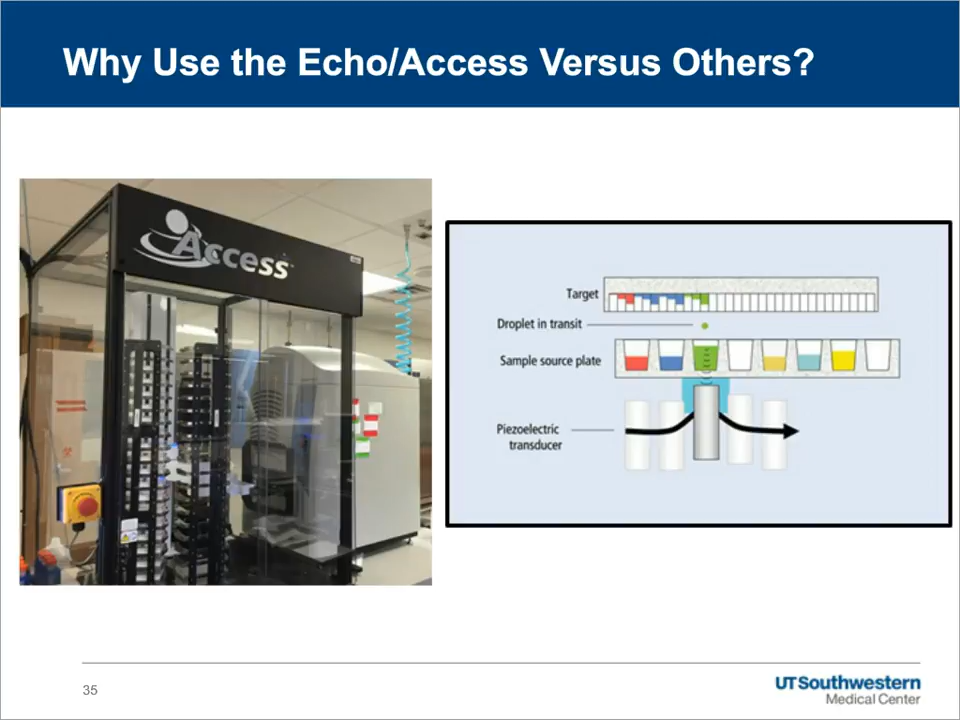 Why Use the Echo/Access Versus Others?
Access
Target
Droplet in transit
Sample source plate
Piezoelectric
transducer
35
UTSouthwestern
Medical Center